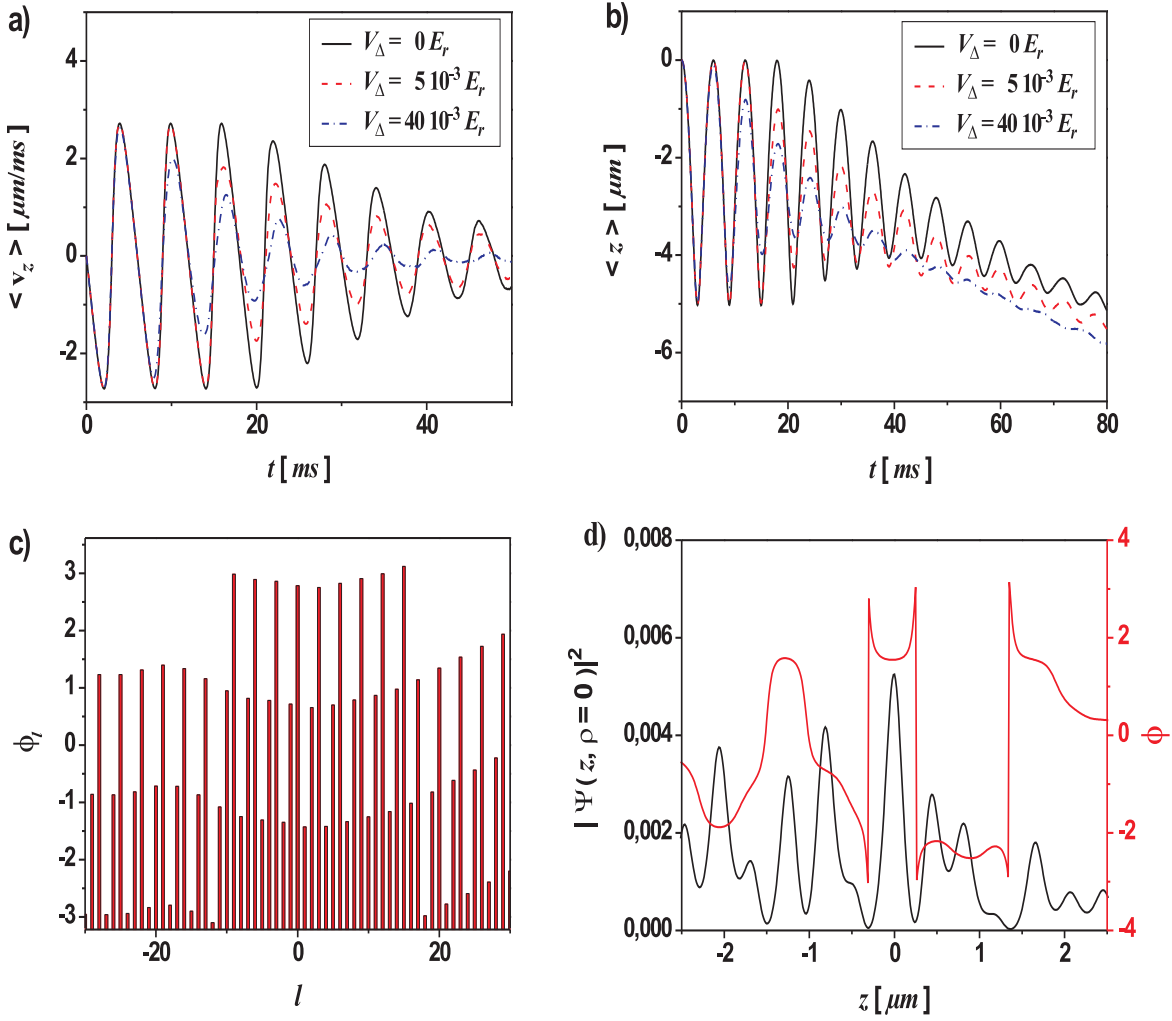 a)
V_Δ = 0 E_r
V_Δ = 5 10^-3 E_r
V_Δ = 40 10^-3 E_r
4
2
0
-2
< v_z > [ μm/ms ]
0 20 40
t [ ms ]
b)
V_Δ = 0 E_r
V_Δ = 5 10^-3 E_r
V_Δ = 40 10^-3 E_r
0
-2
-4
-6
< z > [ μm ]
0 20 40 60 80
t [ ms ]
c)
3
2
1
0
-1
-2
-3
ϕ_l
-20 0 20
l
d)
0,008
0,006
0,004
0,002
0,000
| Ψ ( z, ρ = 0 ) |^2
4
2
0
-2
-4
ϕ
-2 -1 0 1 2
z [ μm ]